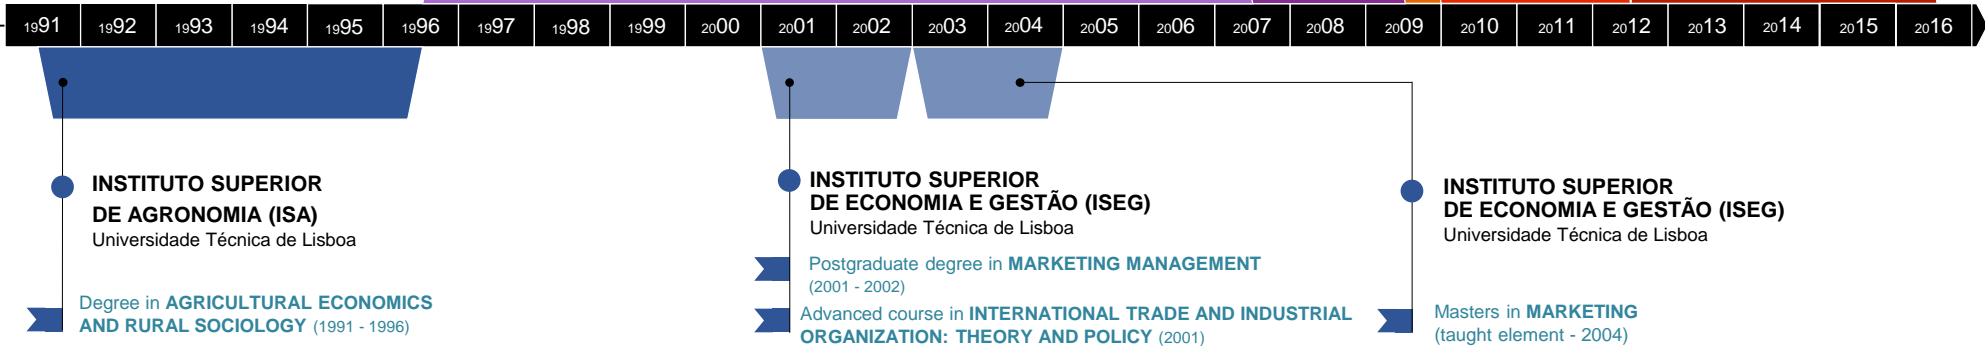 1991 1992 1993 1994 1995 1996 1997 1998 1999 2000 2001 2002 2003 2004 2005 2006 2007 2008 2009 2010 2011 2012 2013 2014 2015 2016
INSTITUTO SUPERIOR
DE AGRONOMIA (ISA)
Universidade Técnica de Lisboa
Degree in AGRICULTURAL ECONOMICS
AND RURAL SOCIOLOGY (1991 - 1996)
INSTITUTO SUPERIOR
DE ECONOMIA E GESTÃO (ISEG)
Universidade Técnica de Lisboa
Postgraduate degree in MARKETING MANAGEMENT
(2001 - 2002)
Advanced course in INTERNATIONAL TRADE AND INDUSTRIAL
ORGANIZATION: THEORY AND POLICY (2001)
INSTITUTO SUPERIOR
DE ECONOMIA E GESTÃO (ISEG)
Universidade Técnica de Lisboa
Masters in MARKETING
(taught element - 2004)